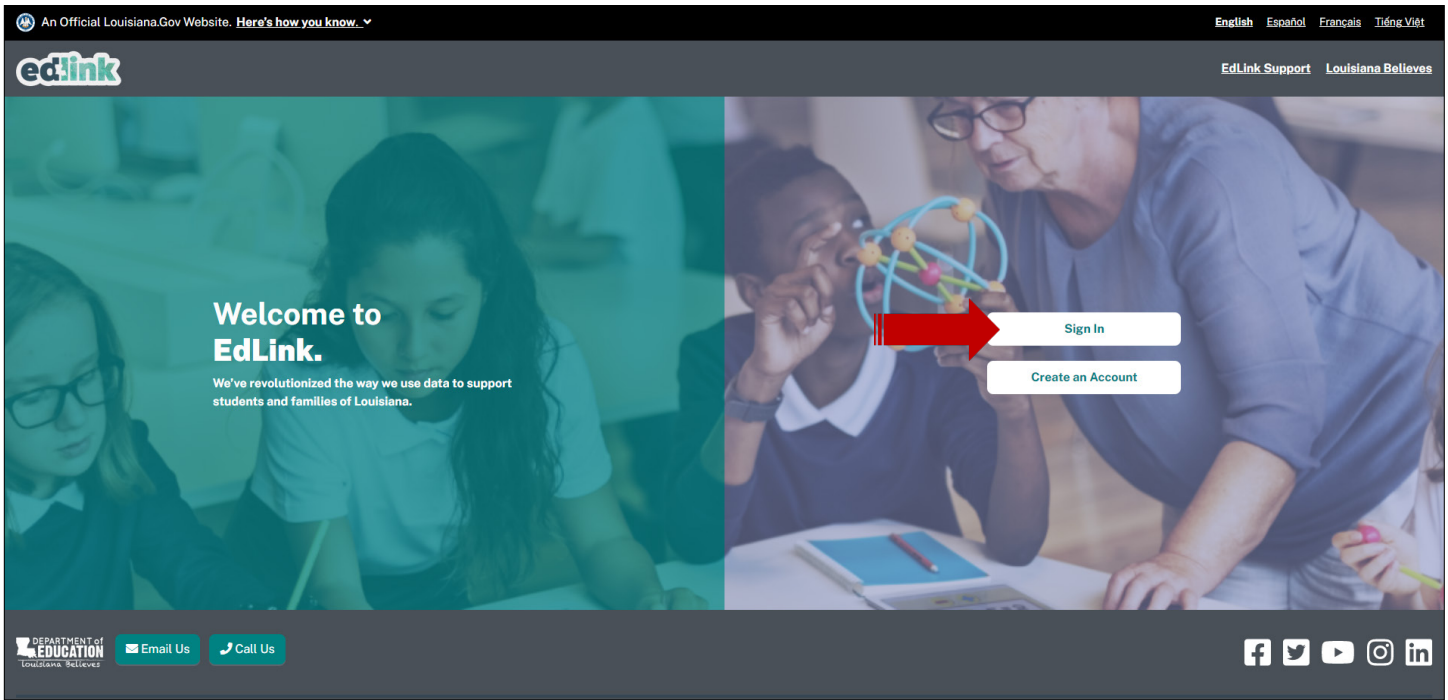 An Official Louisiana.Gov Website. Here's how you know.
English Español Français Tiếng Việt
edlink
EdLink Support Louisiana Believes
Welcome to
EdLink.
We've revolutionized the way we use data to support
students and families of Louisiana.
Sign In
Create an Account
DEPARTMENT of
EDUCATION
Louisiana Believes
Email Us
Call Us